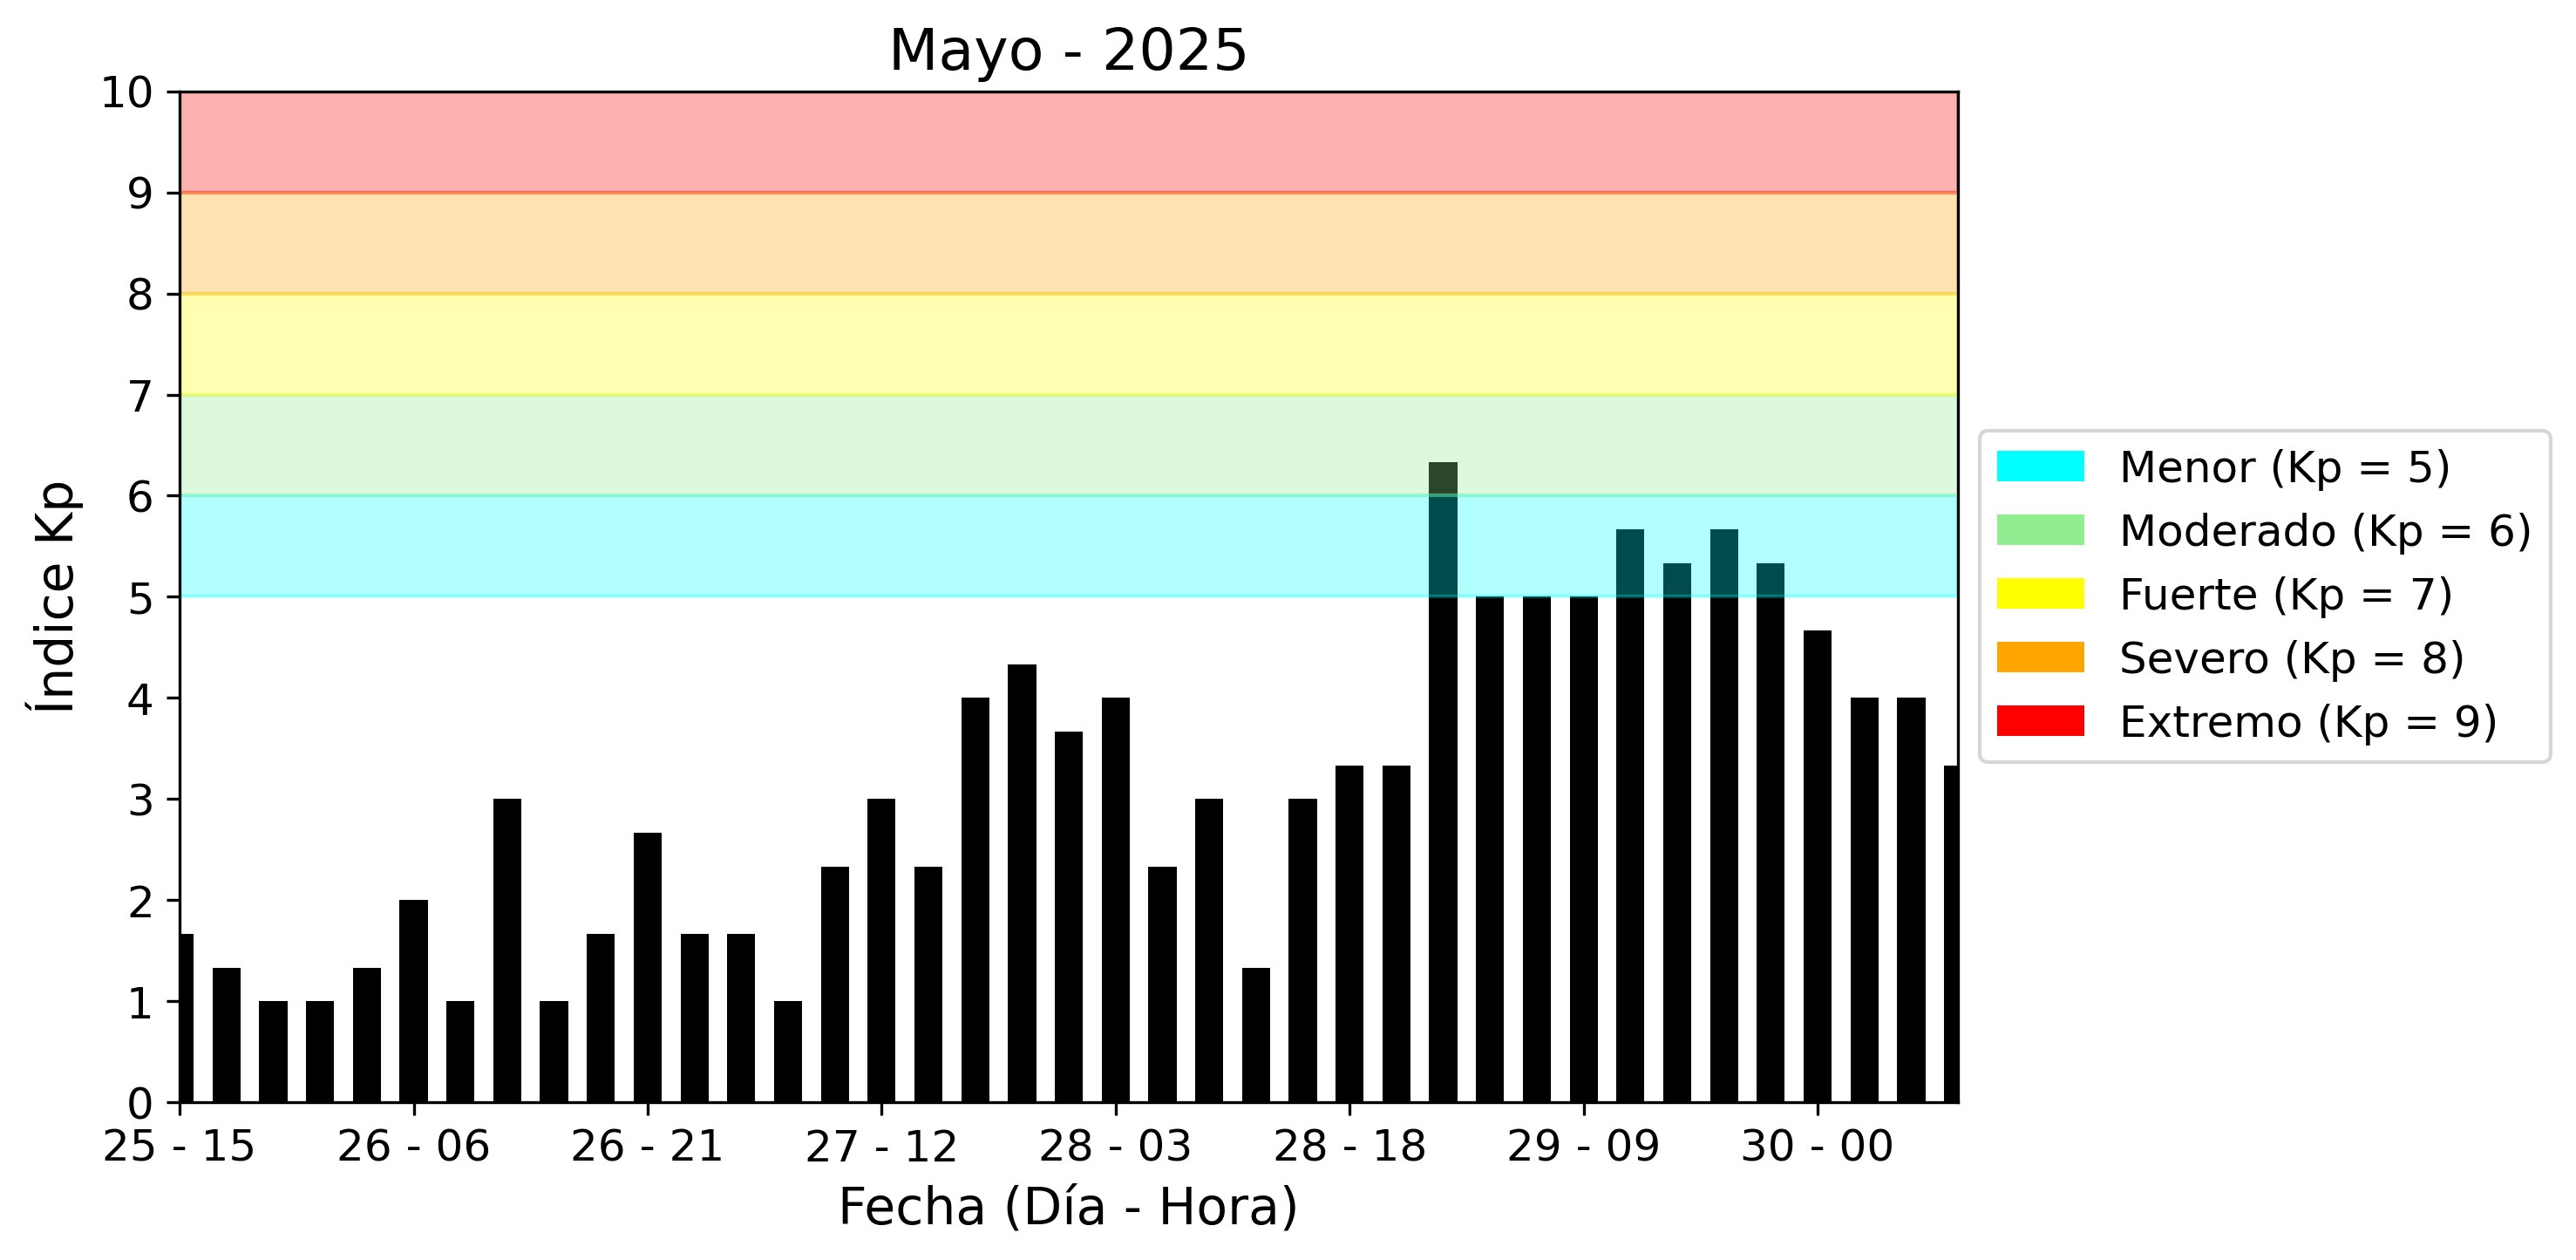 Mayo - 2025
10
9
8
7
6
5
4
3
2
1
0
Índice Kp
25 - 15
26 - 06
26 - 21
27 - 12
28 - 03
28 - 18
29 - 09
30 - 00
Fecha (Día - Hora)
Menor (Kp = 5)
Moderado (Kp = 6)
Fuerte (Kp = 7)
Severo (Kp = 8)
Extremo (Kp = 9)